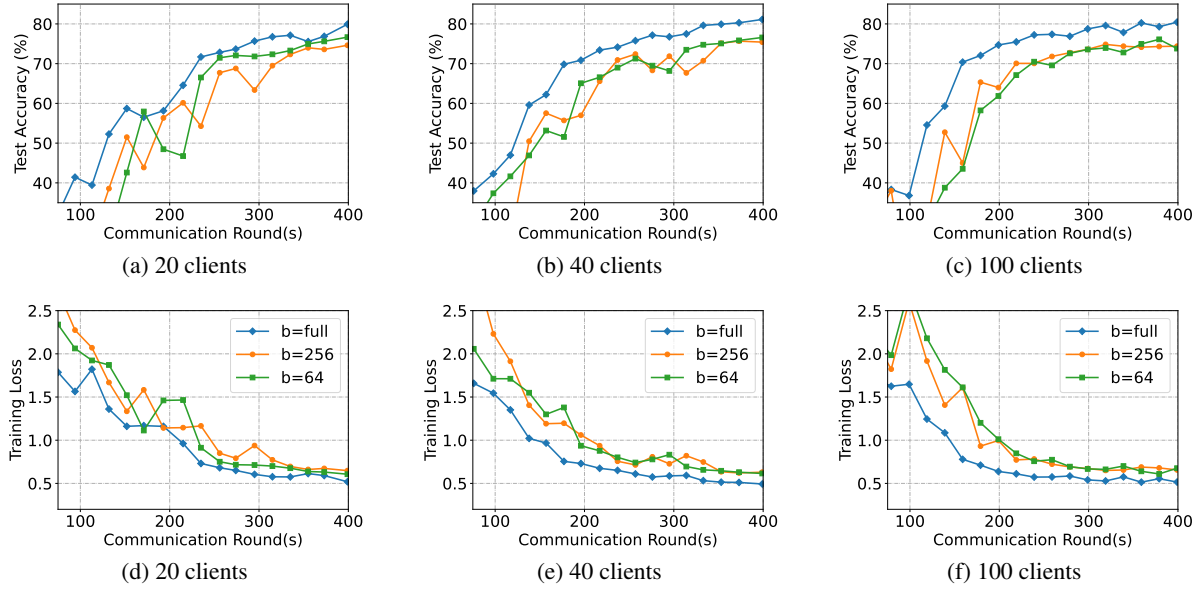 80
70
60
50
40
Test Accuracy (%)
100 200 300 400
Communication Round(s)
(a) 20 clients
80
70
60
50
40
Test Accuracy (%)
100 200 300 400
Communication Round(s)
(b) 40 clients
80
70
60
50
40
Test Accuracy (%)
100 200 300 400
Communication Round(s)
(c) 100 clients
2.5
2.0
1.5
1.0
0.5
Training Loss
b=full
b=256
b=64
100 200 300 400
Communication Round(s)
(d) 20 clients
2.5
2.0
1.5
1.0
0.5
Training Loss
b=full
b=256
b=64
100 200 300 400
Communication Round(s)
(e) 40 clients
2.5
2.0
1.5
1.0
0.5
Training Loss
b=full
b=256
b=64
100 200 300 400
Communication Round(s)
(f) 100 clients